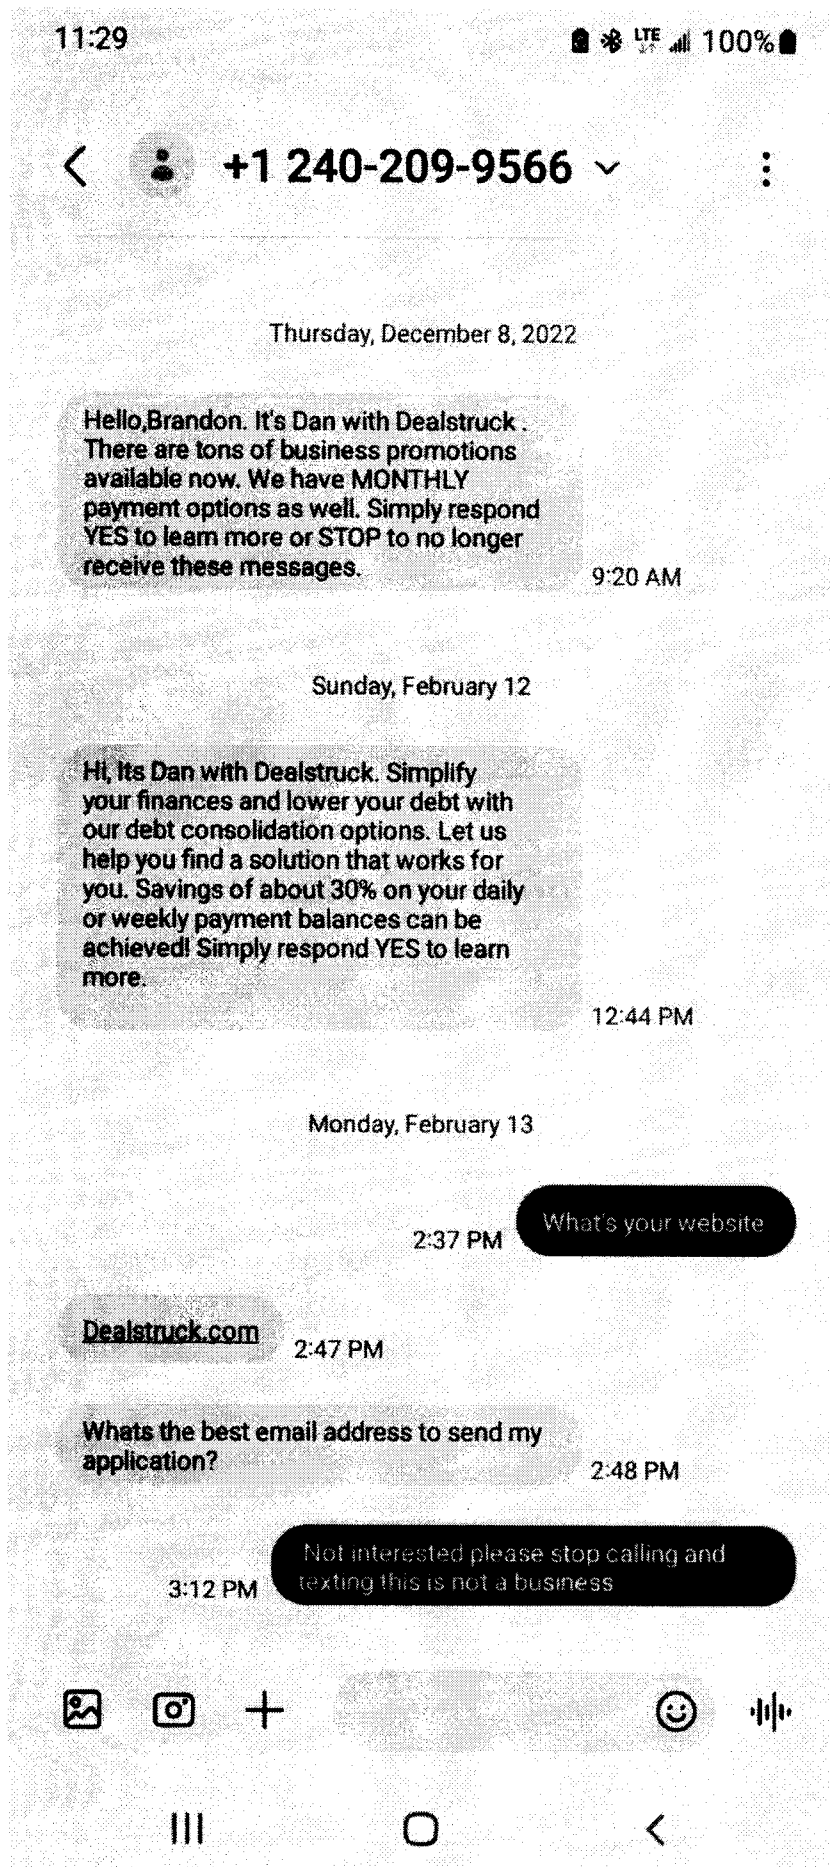 11:29
LTE 100%
+1 240-209-9566
Thursday, December 8, 2022
Hello,Brandon. It's Dan with Dealstruck .
There are tons of business promotions
available now. We have MONTHLY
payment options as well. Simply respond
YES to learn more or STOP to no longer
receive these messages.
9:20 AM
Sunday, February 12
Hi, Its Dan with Dealstruck. Simplify
your finances and lower your debt with
our debt consolidation options. Let us
help you find a solution that works for
you. Savings of about 30% on your daily
or weekly payment balances can be
achieved! Simply respond YES to learn
more.
12:44 PM
Monday, February 13
What's your website
2:37 PM
Dealstruck.com
2:47 PM
Whats the best email address to send my
application?
2:48 PM
Not interested please stop calling and
texting this is not a business
3:12 PM